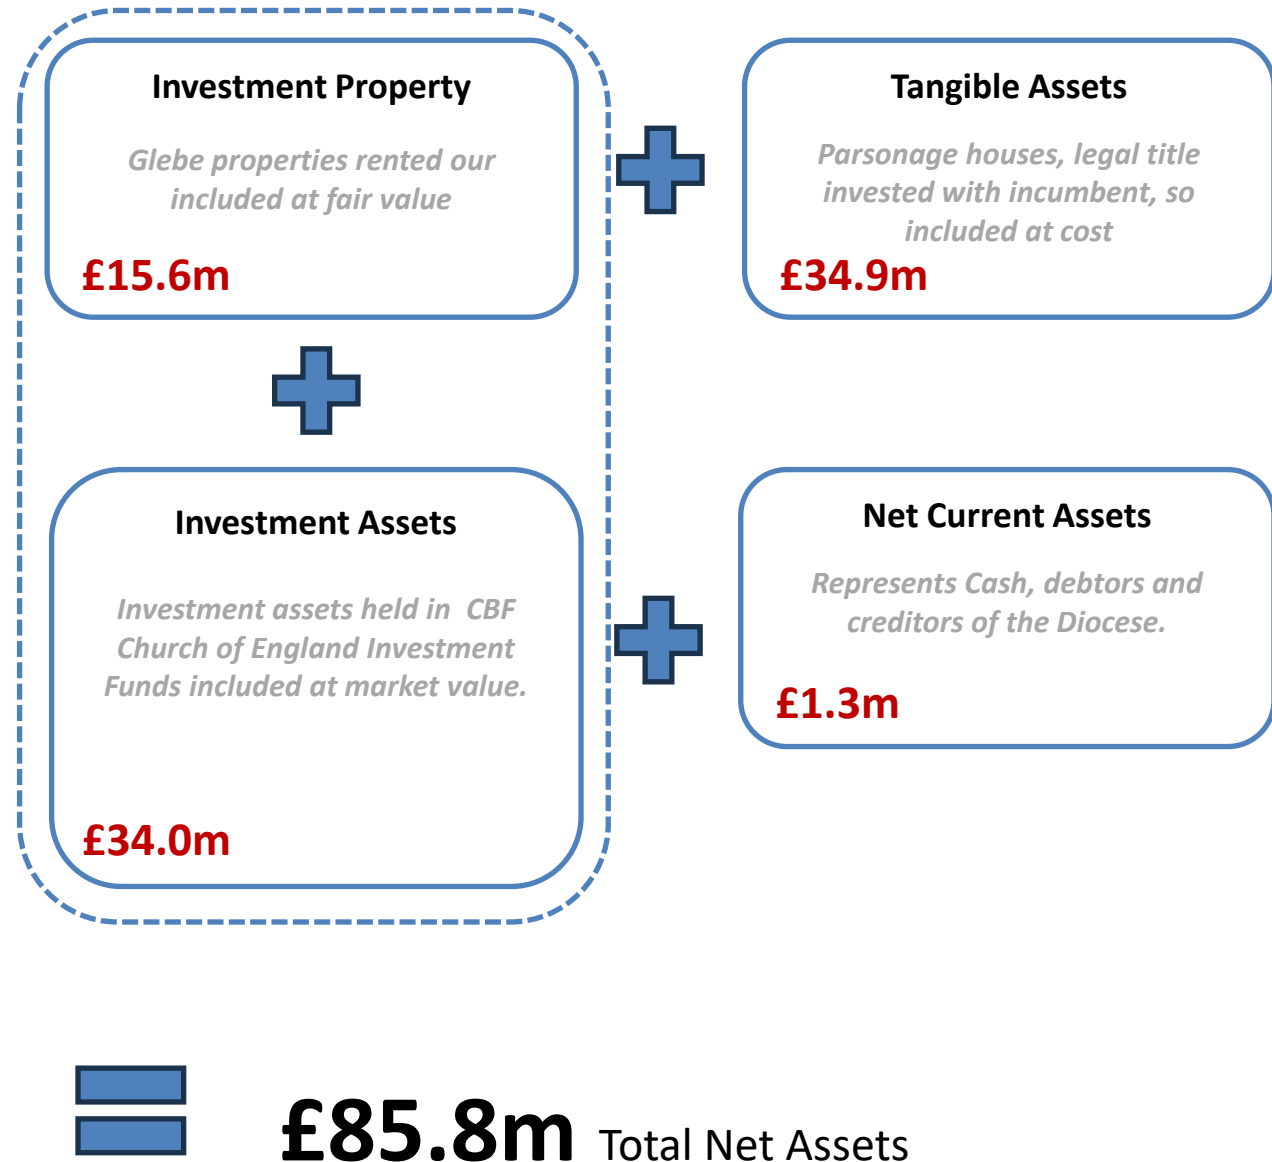 Investment Property
Glebe properties rented our
included at fair value
£15.6m
Tangible Assets
Parsonage houses, legal title
invested with incumbent, so
included at cost
£34.9m
Investment Assets
Investment assets held in CBF
Church of England Investment
Funds included at market value.
£34.0m
Net Current Assets
Represents Cash, debtors and
creditors of the Diocese.
£1.3m
£85.8m Total Net Assets